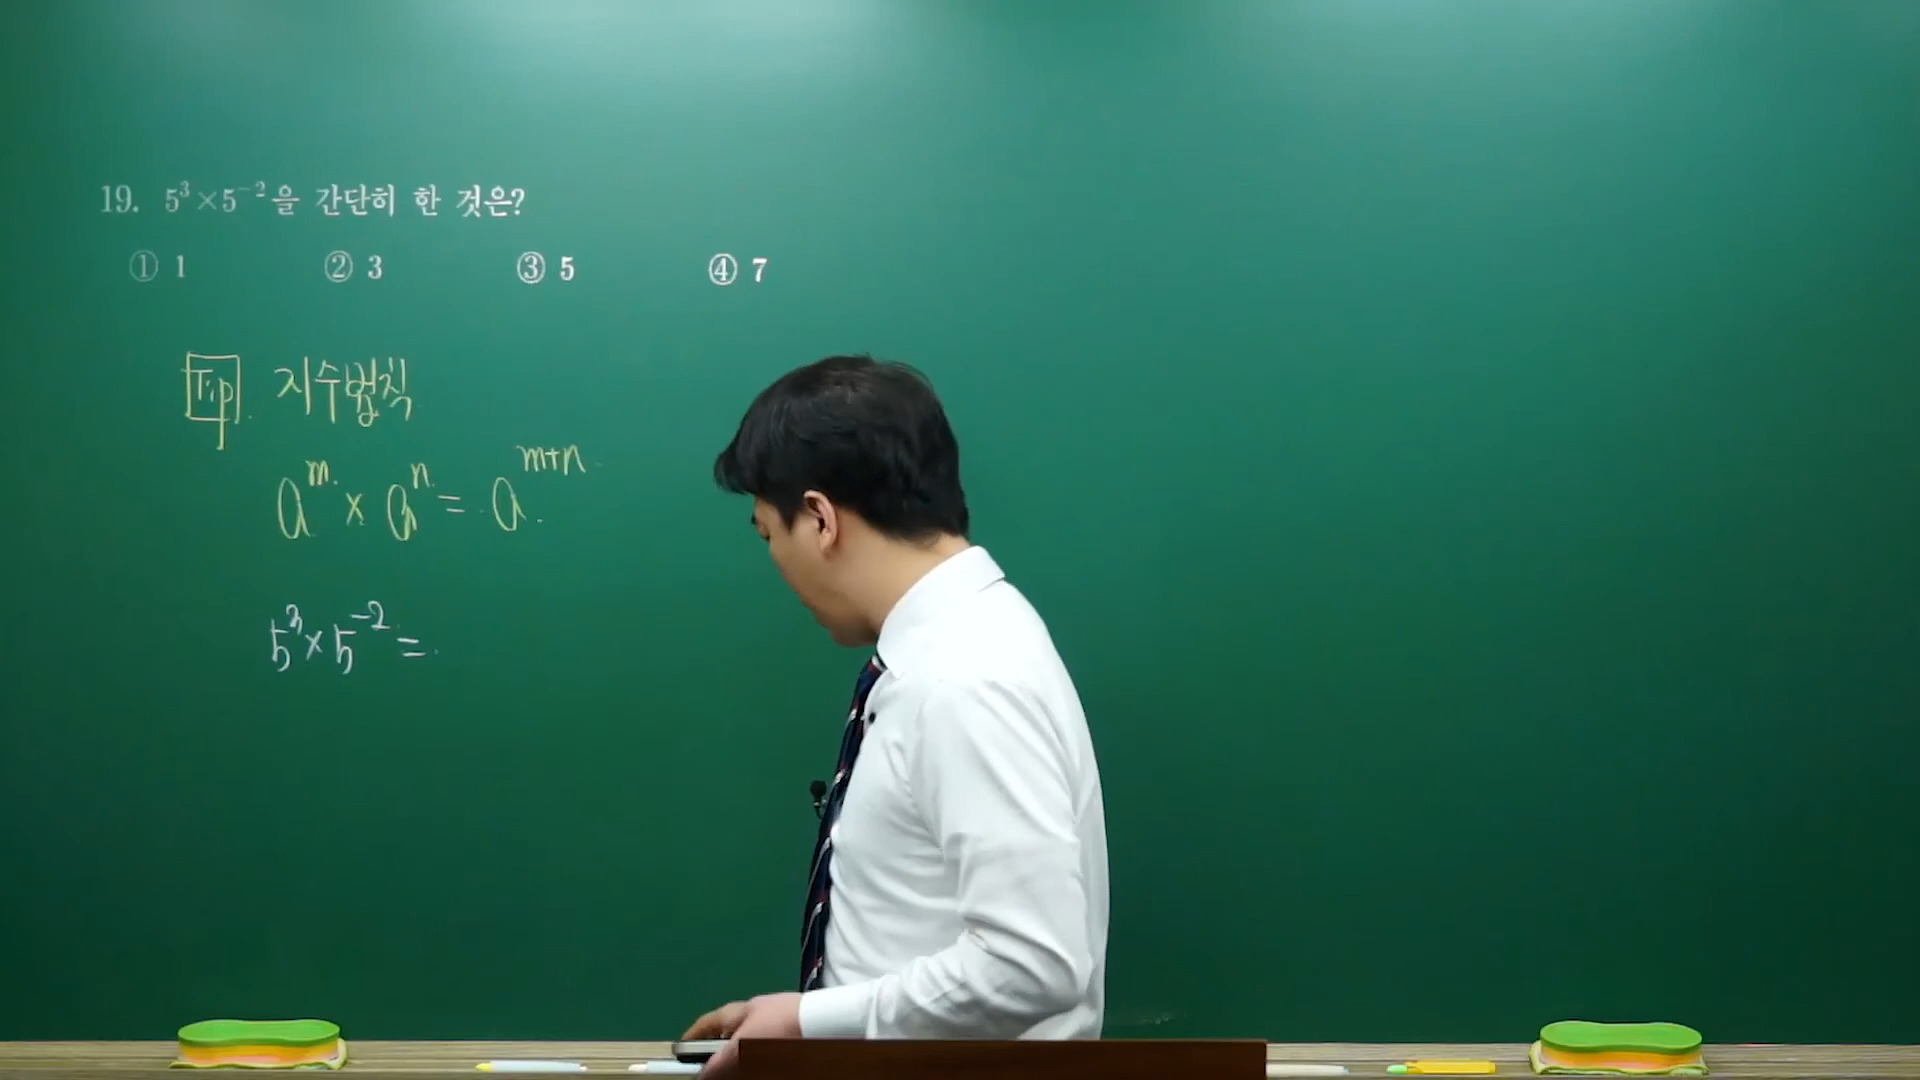 19. 5³×5⁻²을 간단히 한 것은?
① 1 ② 3 ③ 5 ④ 7
Tip. 지수법칙
aᵐ × aⁿ = aᵐ⁺ⁿ
5³×5⁻² =